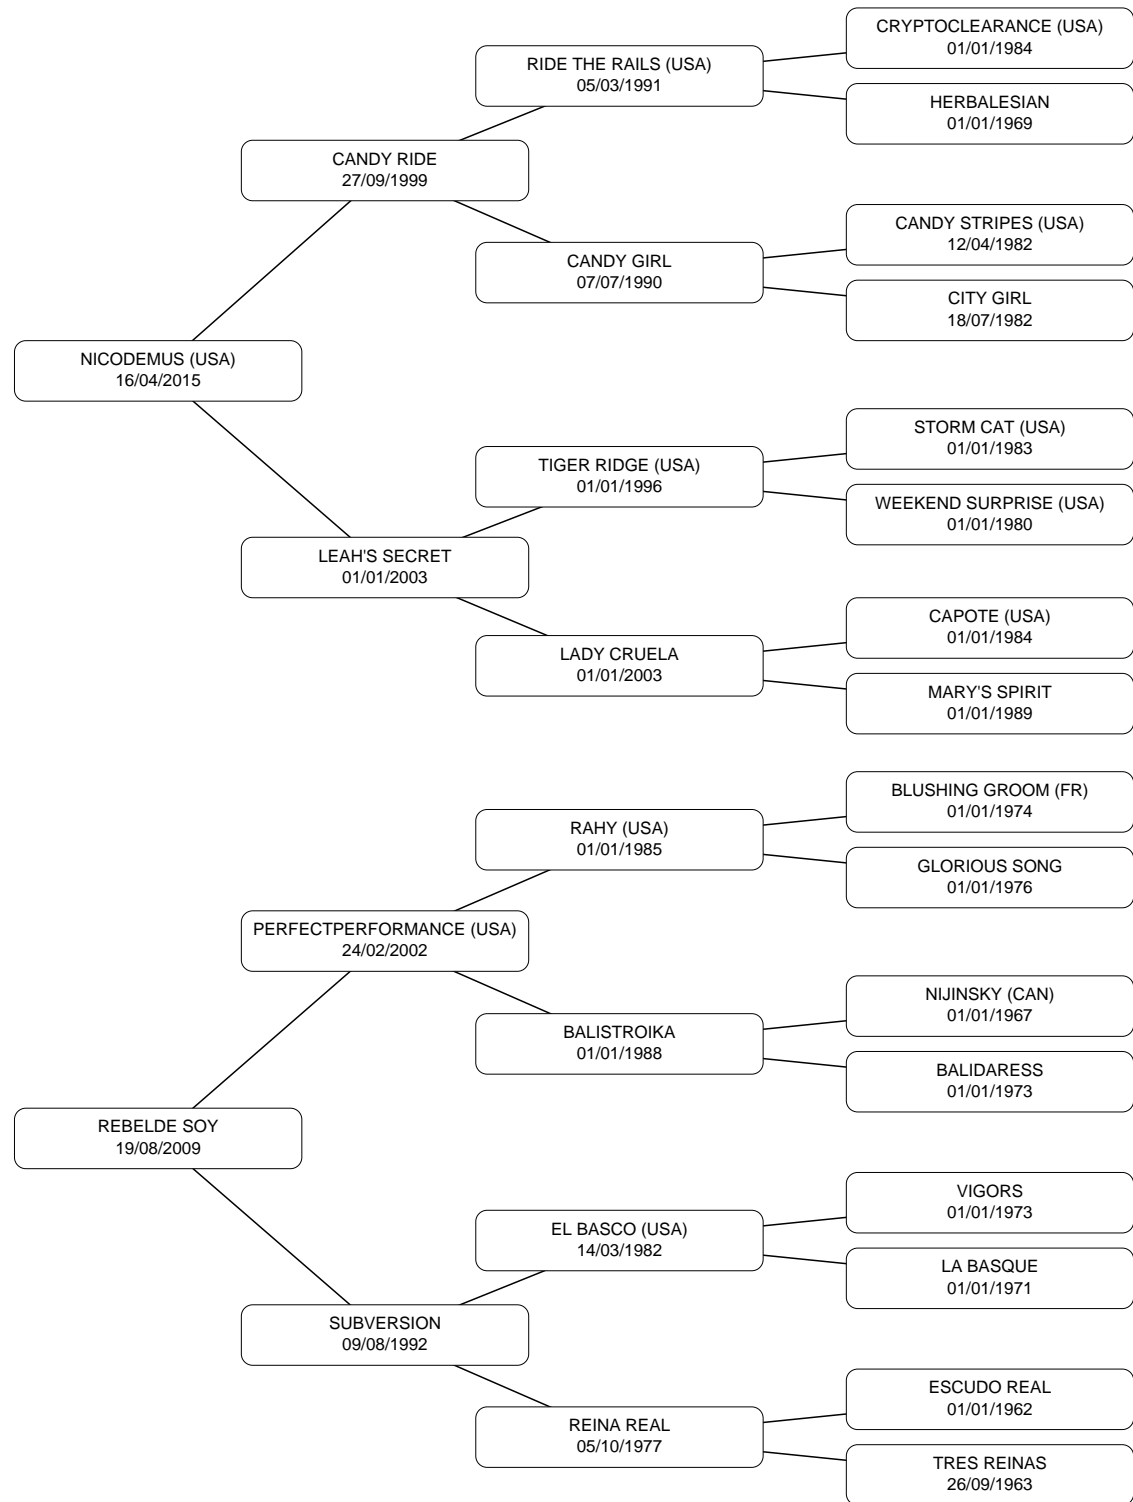 CRYPTOCLEARANCE (USA)
01/01/1984
RIDE THE RAILS (USA)
05/03/1991
HERBALESIAN
01/01/1969
CANDY RIDE
27/09/1999
CANDY STRIPES (USA)
12/04/1982
CANDY GIRL
07/07/1990
CITY GIRL
18/07/1982
NICODEMUS (USA)
16/04/2015
STORM CAT (USA)
01/01/1983
TIGER RIDGE (USA)
01/01/1996
WEEKEND SURPRISE (USA)
01/01/1980
LEAH'S SECRET
01/01/2003
CAPOTE (USA)
01/01/1984
LADY CRUELA
01/01/2003
MARY'S SPIRIT
01/01/1989
BLUSHING GROOM (FR)
01/01/1974
RAHY (USA)
01/01/1985
GLORIOUS SONG
01/01/1976
PERFECTPERFORMANCE (USA)
24/02/2002
NIJINSKY (CAN)
01/01/1967
BALISTROIKA
01/01/1988
BALIDARESS
01/01/1973
REBELDE SOY
19/08/2009
VIGORS
01/01/1973
EL BASCO (USA)
14/03/1982
LA BASQUE
01/01/1971
SUBVERSION
09/08/1992
ESCUDO REAL
01/01/1962
REINA REAL
05/10/1977
TRES REINAS
26/09/1963